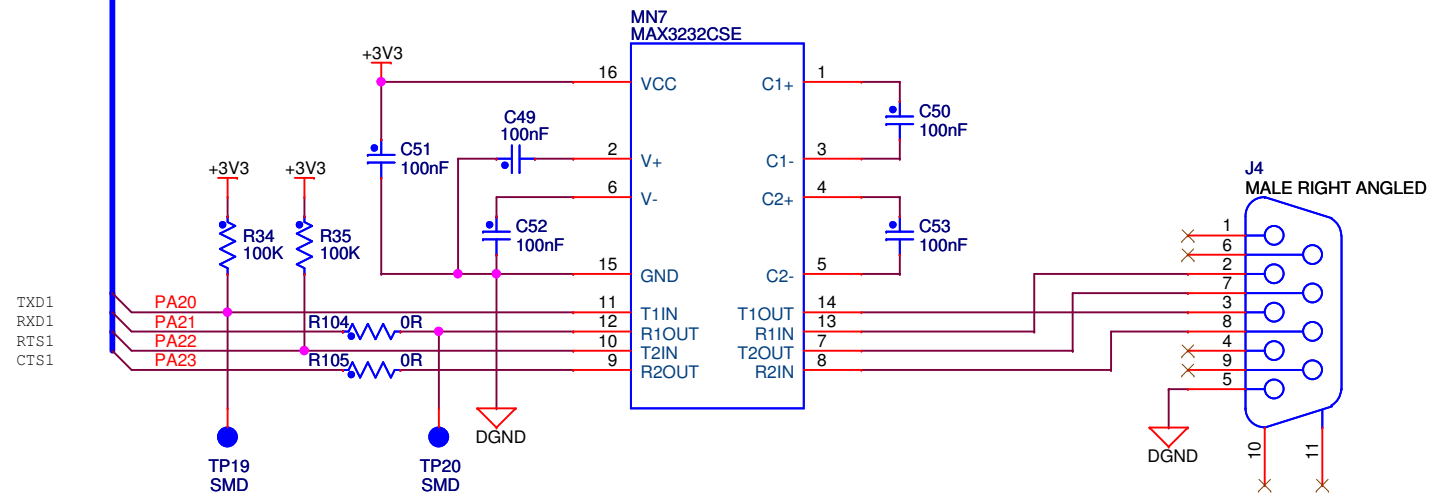 MN7
MAX3232CSE
+3V3
16 VCC C1+ 1
C50
100nF
C49
100nF
C51
100nF
2 V+ C1- 3
+3V3 +3V3
6 V- C2+ 4
J4
MALE RIGHT ANGLED
R34
100K
R35
100K
C52
100nF
C53
100nF
1
6
15 GND C2- 5
2
7
TXD1 PA20 11 T1IN T1OUT 14 3
RXD1 PA21 R104 0R 12 R1OUT R1IN 13 8
RTS1 PA22 10 T2IN T2OUT 7 4
CTS1 PA23 R105 0R 9 R2OUT R2IN 8 9
5
DGND
DGND
10 11
TP19
SMD
TP20
SMD